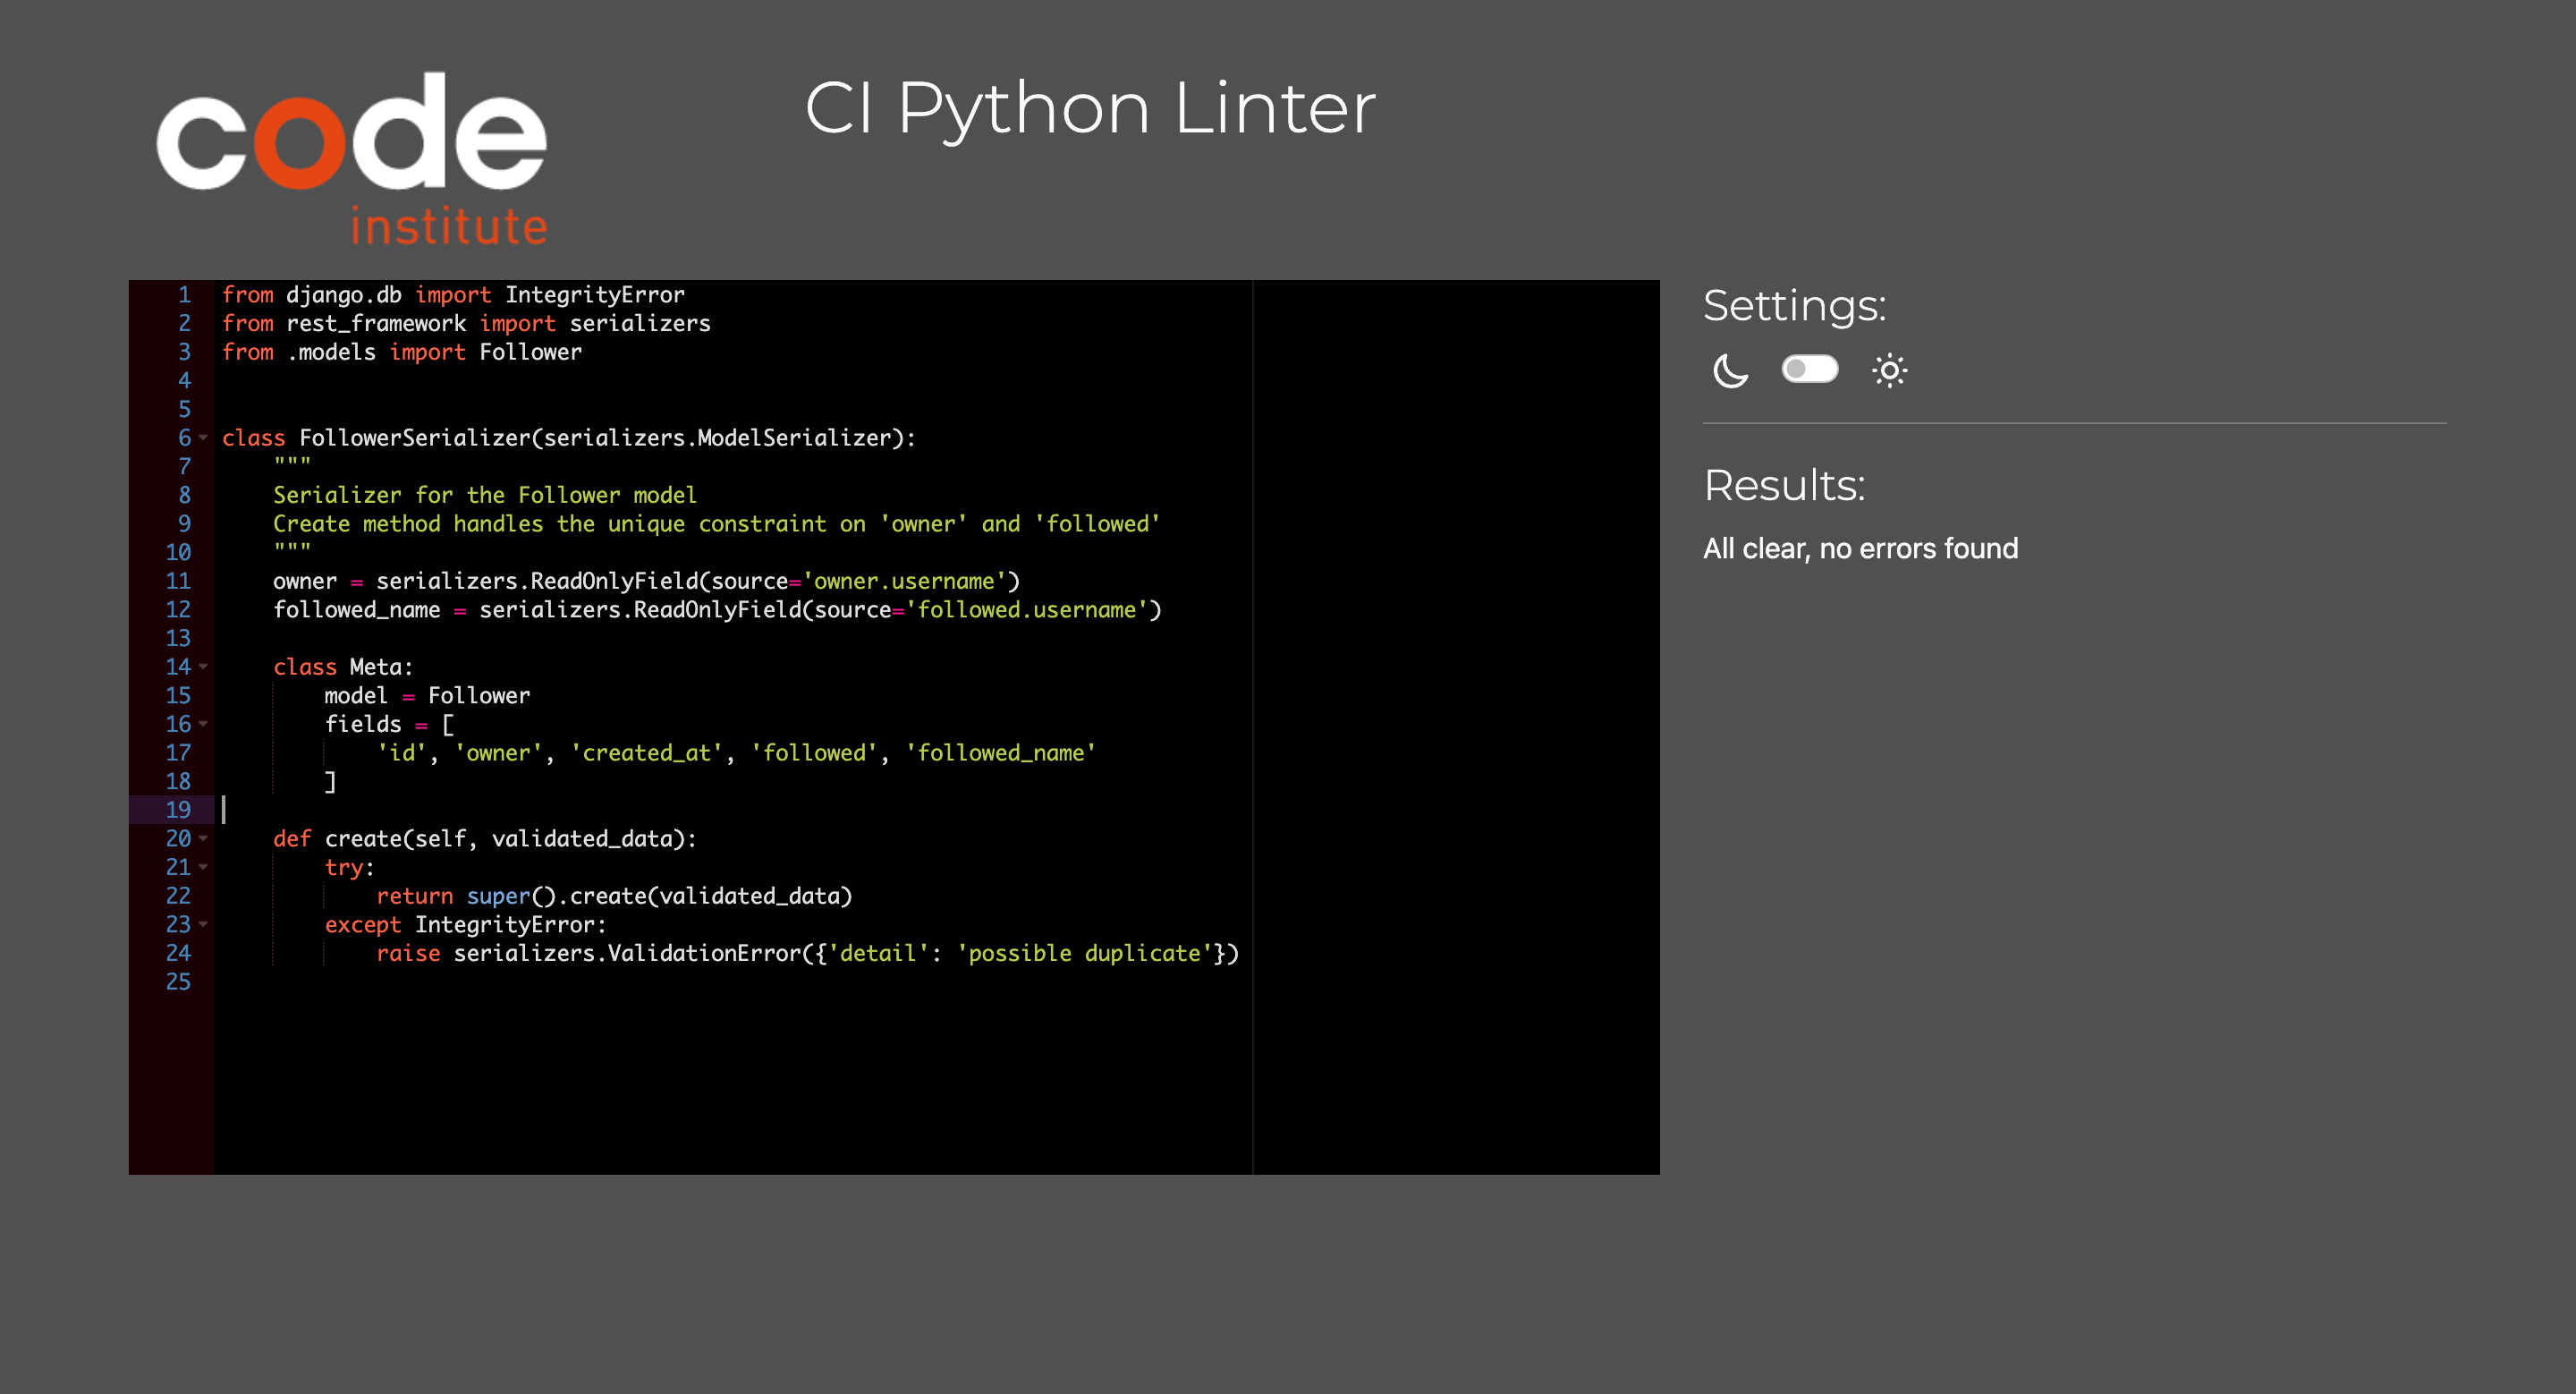 code
institute
CI Python Linter
1 from django.db import IntegrityError
2 from rest_framework import serializers
3 from .models import Follower
4
5
6 class FollowerSerializer(serializers.ModelSerializer):
7     """
8     Serializer for the Follower model
9     Create method handles the unique constraint on 'owner' and 'followed'
10     """
11     owner = serializers.ReadOnlyField(source='owner.username')
12     followed_name = serializers.ReadOnlyField(source='followed.username')
13
14     class Meta:
15         model = Follower
16         fields = [
17             'id', 'owner', 'created_at', 'followed', 'followed_name'
18         ]
19
20     def create(self, validated_data):
21         try:
22             return super().create(validated_data)
23         except IntegrityError:
24             raise serializers.ValidationError({'detail': 'possible duplicate'})
25
Settings:
Results:
All clear, no errors found